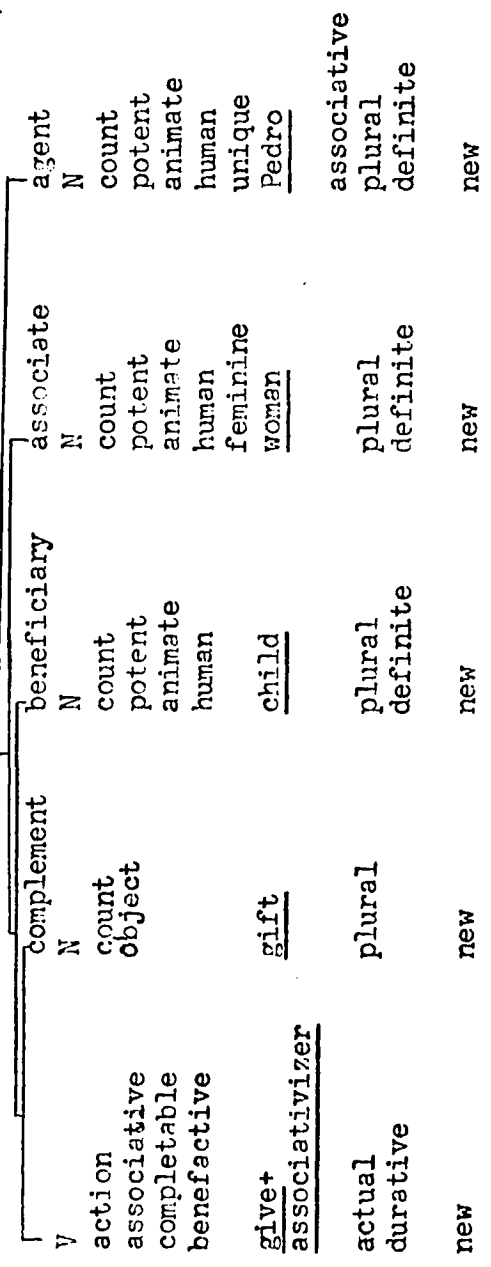 V
action
associative
completable
benefactive
give+
associativizer
actual
durative
new
complement
N
count
object
gift
plural
new
beneficiary
N
count
potent
animate
human
child
plural
definite
new
associate
N
count
potent
animate
human
feminine
woman
plural
definite
new
agent
N
count
potent
animate
human
unique
Pedro
associative
plural
definite
new